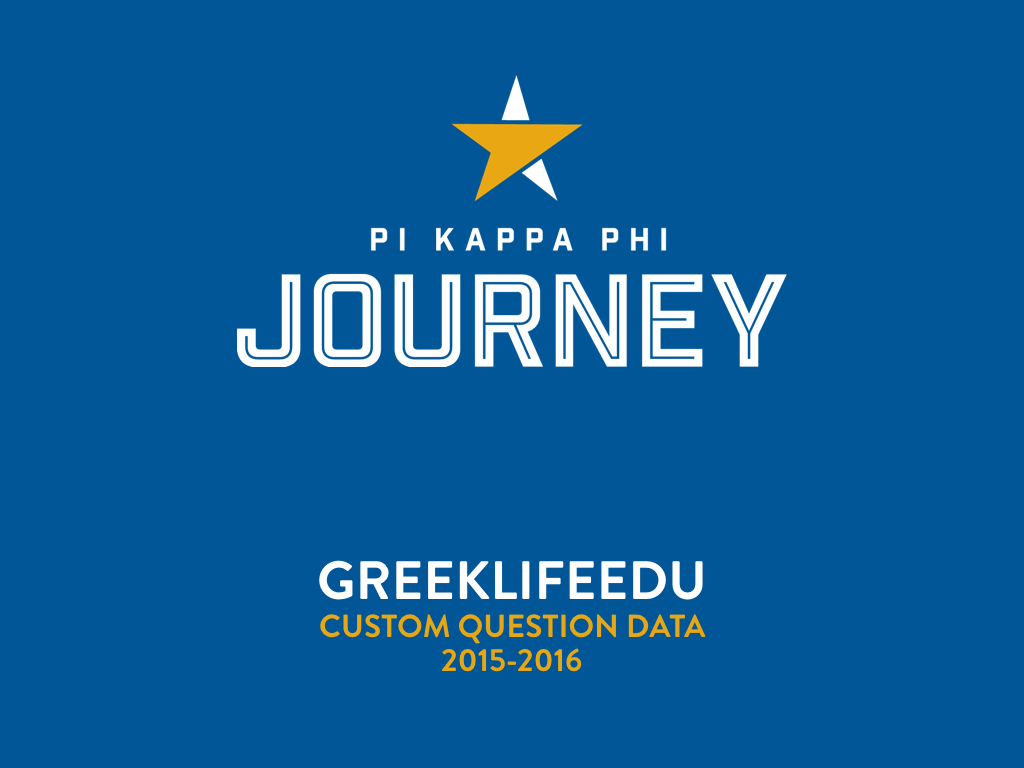 PI KAPPA PHI
JOURNEY
GREEKLIFEEDU
CUSTOM QUESTION DATA
2015-2016